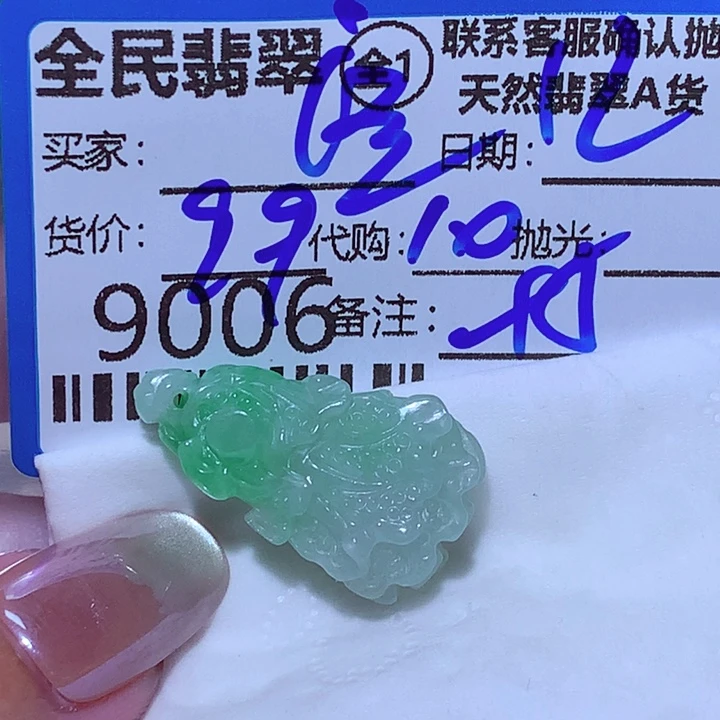 全民翡翠 全1 联系客服确认抛
天然翡翠A货
买家: 日期: 12
货价: 99 代购: 10 抛光:
9006 备注: